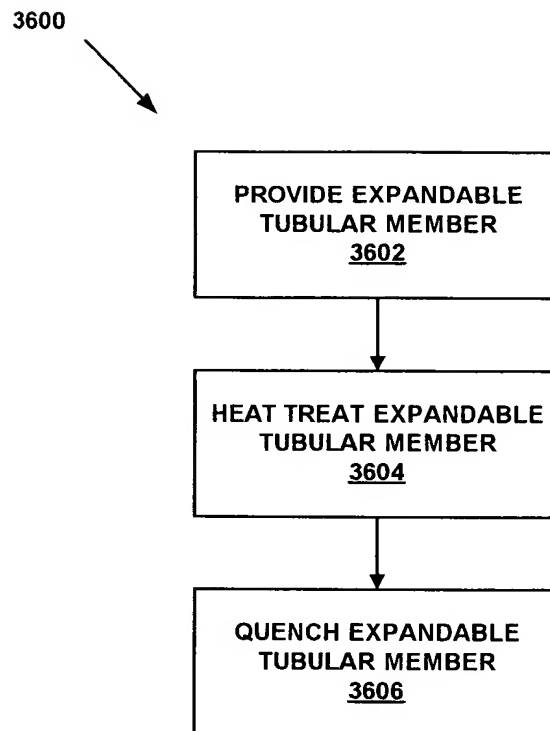 3600
PROVIDE EXPANDABLE
TUBULAR MEMBER
3602
HEAT TREAT EXPANDABLE
TUBULAR MEMBER
3604
QUENCH EXPANDABLE
TUBULAR MEMBER
3606